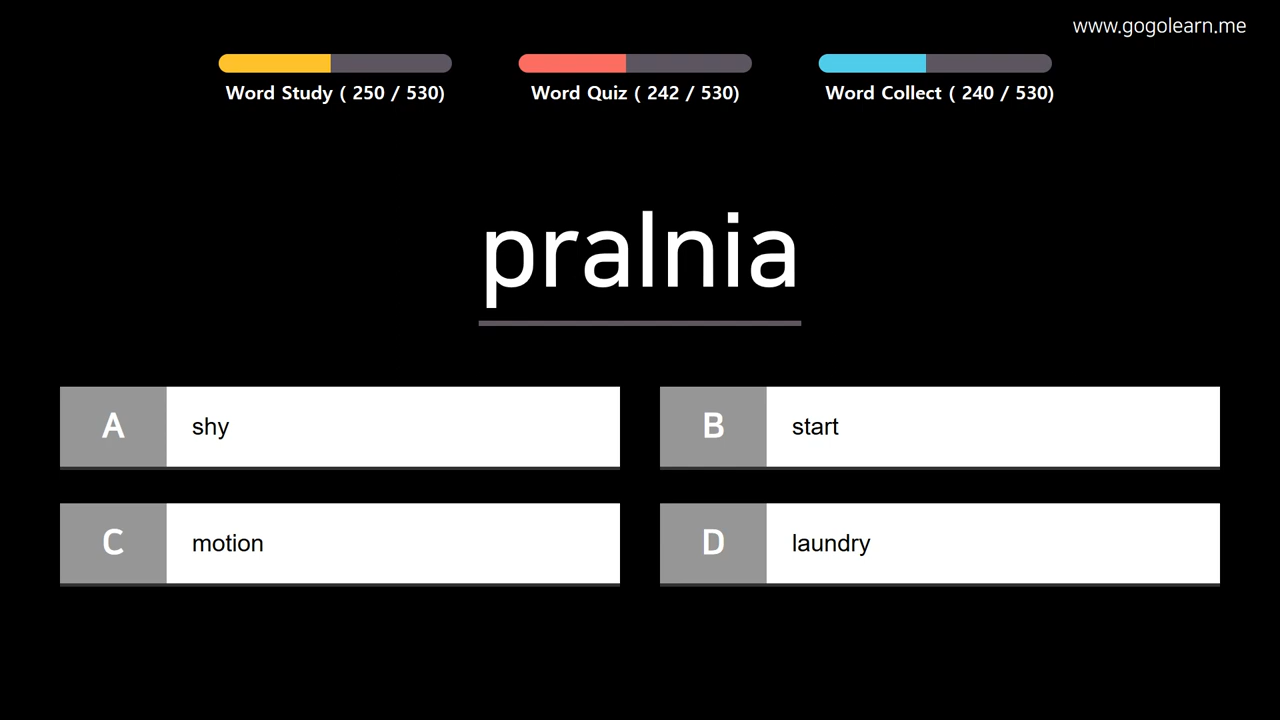 www.gogolearn.me
Word Study ( 250 / 530)
Word Quiz ( 242 / 530)
Word Collect ( 240 / 530)
pralnia
A shy
B start
C motion
D laundry